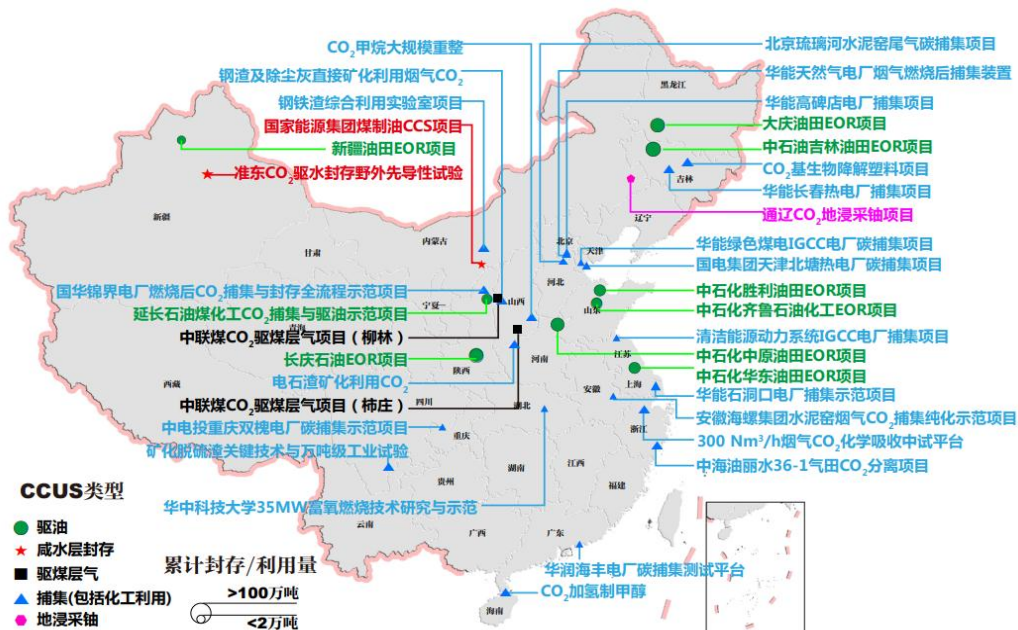 CO₂甲烷大规模重整
钢渣及除尘灰直接矿化利用烟气CO₂
钢铁渣综合利用实验室项目
国家能源集团煤制油CCS项目
新疆油田EOR项目
准东CO₂驱水封存野外先导性试验
国华锦界电厂燃烧后CO₂捕集与封存全流程示范项目
延长石油煤化工CO₂捕集与驱油示范项目
中联煤CO₂驱煤层气项目（柳林）
长庆石油EOR项目
电石渣矿化利用CO₂
中联煤CO₂驱煤层气项目（柿庄）
中电投重庆双槐电厂碳捕集示范项目
矿化脱硫渣关键技术与万吨级工业试验
华中科技大学35MW富氧燃烧技术研究与示范
北京琉璃河水泥窑尾气碳捕集项目
华能天然气电厂烟气燃烧后捕集装置
华能高碑店电厂捕集项目
大庆油田EOR项目
中石油吉林油田EOR项目
CO₂基生物降解塑料项目
华能长春热电厂捕集项目
通辽CO₂地浸采铀项目
华能绿色煤电IGCC电厂碳捕集项目
国电集团天津北塘热电厂碳捕集项目
中石化胜利油田EOR项目
中石化齐鲁石油化工EOR项目
清洁能源动力系统IGCC电厂捕集项目
中石化中原油田EOR项目
中石化华东油田EOR项目
华能石洞口电厂捕集示范项目
安徽海螺集团水泥窑烟气CO₂捕集纯化示范项目
300 Nm³/h烟气CO₂化学吸收中试平台
中海油丽水36-1气田CO₂分离项目
华润海丰电厂碳捕集测试平台
CO₂加氢制甲醇
黑龙江
吉林
辽宁
新疆
内蒙古
甘肃
北京
天津
河北
山西
宁夏
青海
山东
河南
陕西
江苏
西藏
安徽
上海
四川
湖北
浙江
重庆
湖南
江西
贵州
福建
云南
广西
广东
海南
CCUS类型
驱油
咸水层封存
驱煤层气
捕集(包括化工利用)
地浸采铀
累计封存/利用量
>100万吨
<2万吨